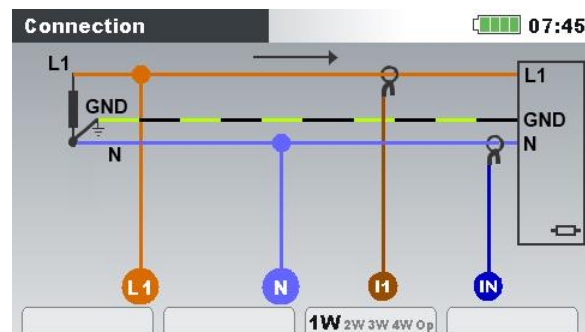 Connection 07:45
L1
L1
GND
GND
N
N
L1 N I1 IN
1W 2W 3W 4W Op